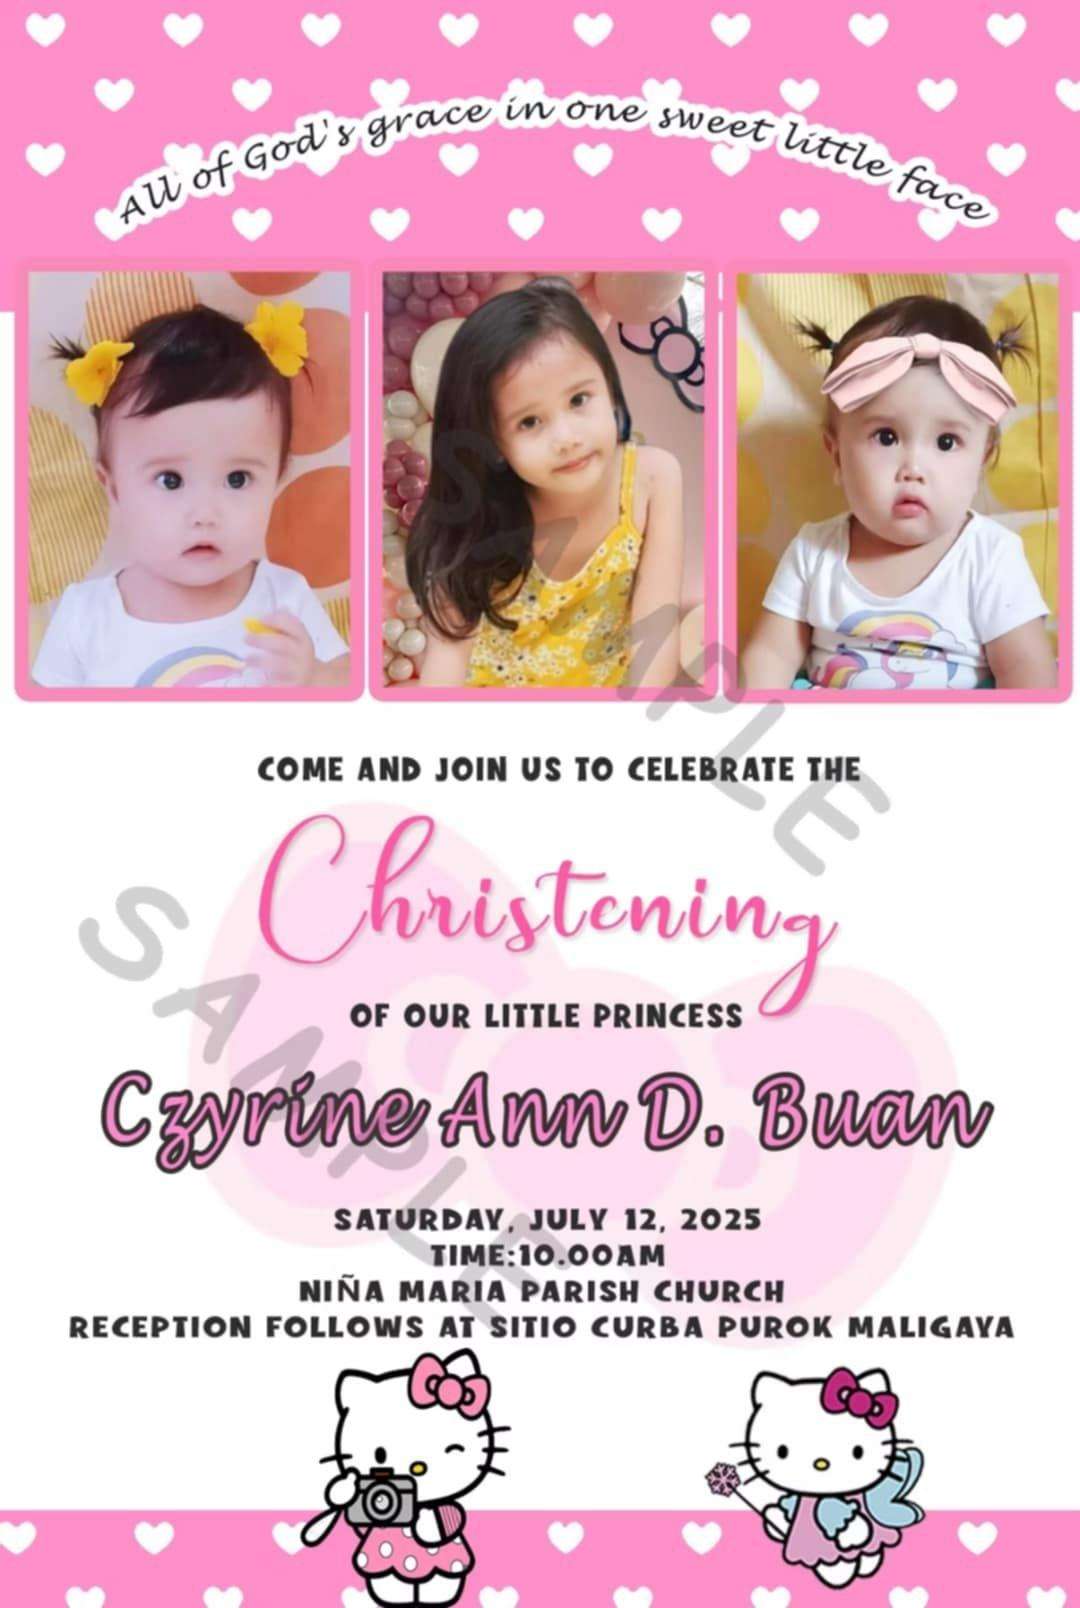 All of God's grace in one sweet little face
COME AND JOIN US TO CELEBRATE THE
Christening
OF OUR LITTLE PRINCESS
Czyrine Ann D. Buan
SATURDAY, JULY 12, 2025
TIME:10.00AM
NIÑA MARIA PARISH CHURCH
RECEPTION FOLLOWS AT SITIO CURBA PUROK MALIGAYA
SAMPLE
SAMPLE